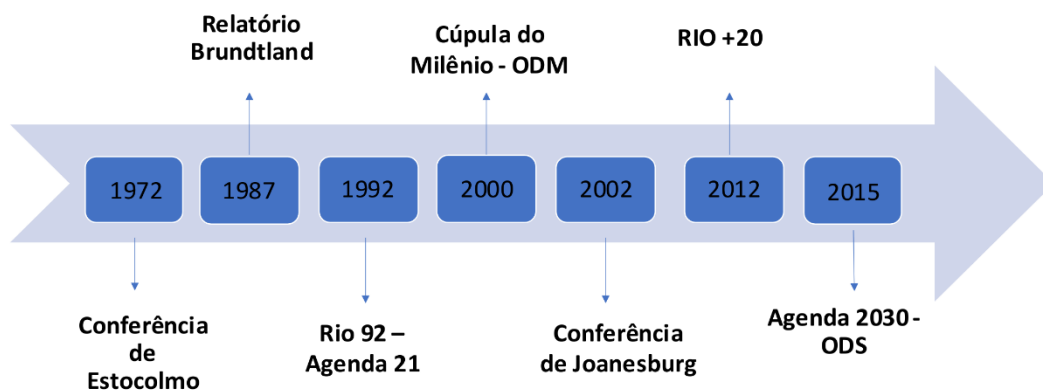 Relatório
Brundtland
Cúpula do
Milênio - ODM
RIO +20
1972
1987
1992
2000
2002
2012
2015
Conferência
de
Estocolmo
Rio 92 –
Agenda 21
Conferência
de Joanesburg
Agenda 2030 -
ODS